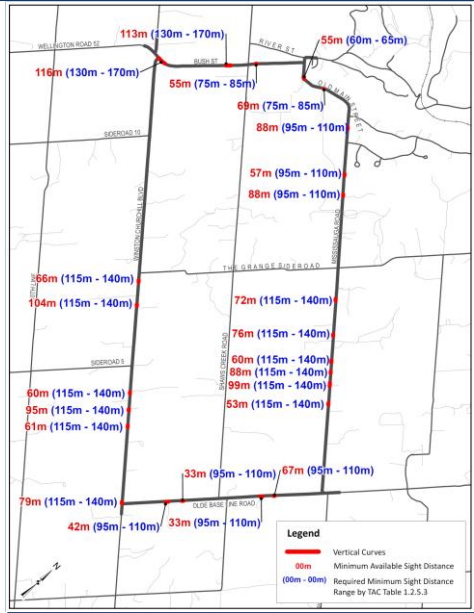 113m (130m - 170m)
55m (60m - 65m)
WELLINGTON ROAD 52
RIVER ST
BUSH ST
116m (130m - 170m)
55m (75m - 85m)
OLD MAIN STREET
69m (75m - 85m)
88m (95m - 110m)
SIDEROAD 10
57m (95m - 110m)
88m (95m - 110m)
WINSTON CHURCHILL BLVD
MISSISSAUGA ROAD
THE GRANGE SIDEROAD
66m (115m - 140m)
104m (115m - 140m)
72m (115m - 140m)
76m (115m - 140m)
SHAWS CREEK ROAD
SIDEROAD 5
60m (115m - 140m)
88m (115m - 140m)
99m (115m - 140m)
53m (115m - 140m)
60m (115m - 140m)
95m (115m - 140m)
61m (115m - 140m)
33m (95m - 110m)
67m (95m - 110m)
79m (115m - 140m)
OLDE BASE LINE ROAD
42m (95m - 110m)
33m (95m - 110m)
N
Legend
Vertical Curves
00m Minimum Available Sight Distance
(00m - 00m) Required Minimum Sight Distance
Range by TAC Table 1.2.5.3